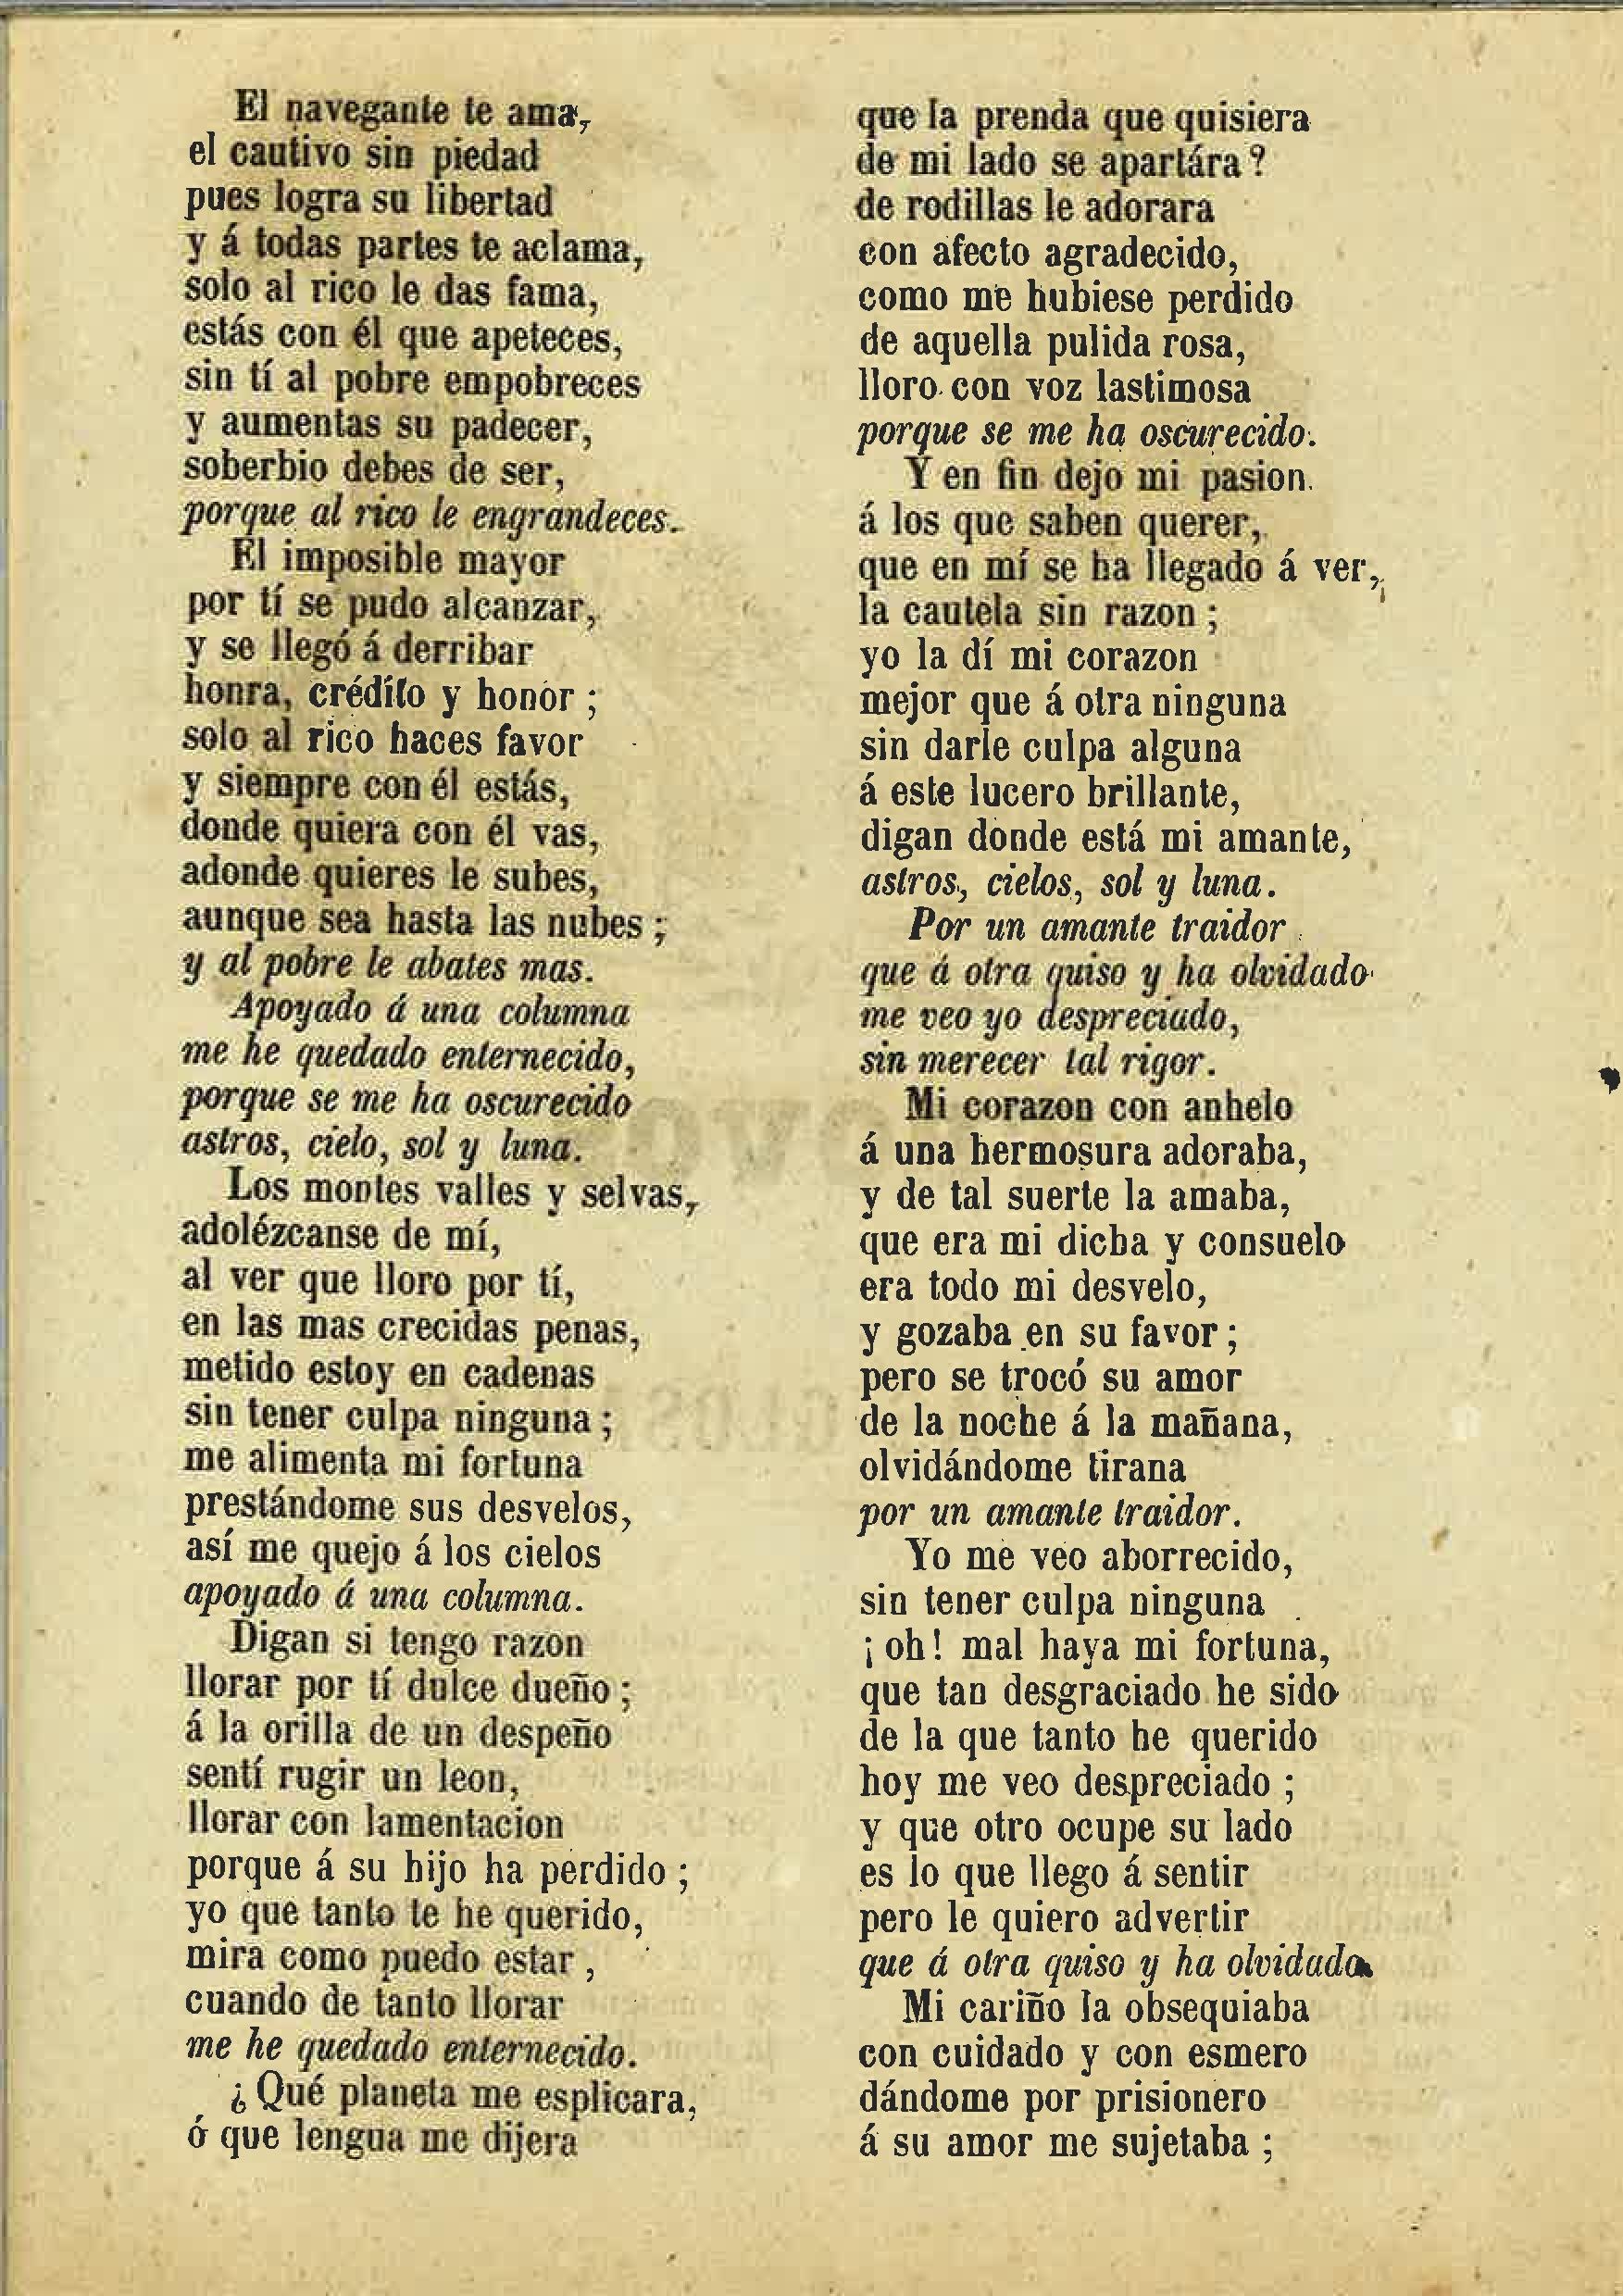 El navegante te ama,
el cautivo sin piedad
pues logra su libertad
y á todas partes te aclama,
solo al rico le das fama,
estás con él que apeteces,
sin tí al pobre empobreces
y aumentas su padecer,
soberbio debes de ser,
porque al rico le engrandeces.
El imposible mayor
por tí se pudo alcanzar,
y se llegó á derribar
honra, crédito y honor ;
solo al rico haces favor
y siempre con él estás,
donde quiera con él vas,
adonde quieres le subes,
aunque sea hasta las nubes ;
y al pobre le abates mas.
Apoyado á una columna
me he quedado enternecido,
porque se me ha oscurecido
astros, cielo, sol y luna.
Los montes valles y selvas,
adolézcanse de mí,
al ver que lloro por tí,
en las mas crecidas penas,
metido estoy en cadenas
sin tener culpa ninguna ;
me alimenta mi fortuna
prestándome sus desvelos,
así me quejo á los cielos
apoyado á una columna.
Digan si tengo razon
llorar por tí dulce dueño ;
á la orilla de un despeño
sentí rugir un leon,
llorar con lamentacion
porque á su hijo ha perdido ;
yo que tanto te he querido,
mira como puedo estar ,
cuando de tanto llorar
me he quedado enternecido.
¿ Qué planeta me esplicara,
ó que lengua me dijera
que la prenda que quisiera
de mi lado se apartára ?
de rodillas le adorara
con afecto agradecido,
como me hubiese perdido
de aquella pulida rosa,
lloro con voz lastimosa
porque se me ha oscurecido.
Y en fin dejo mi pasion
á los que saben querer,
que en mí se ha llegado á ver,
la cautela sin razon ;
yo la dí mi corazon
mejor que á otra ninguna
sin darle culpa alguna
á este lucero brillante,
digan donde está mi amante,
astros, cielos, sol y luna.
Por un amante traidor
que á otra quiso y ha olvidado
me veo yo despreciado,
sin merecer tal rigor.
Mi corazon con anhelo
á una hermosura adoraba,
y de tal suerte la amaba,
que era mi dicha y consuelo
era todo mi desvelo,
y gozaba en su favor ;
pero se trocó su amor
de la noche á la mañana,
olvidándome tirana
por un amante traidor.
Yo me veo aborrecido,
sin tener culpa ninguna
¡ oh ! mal haya mi fortuna,
que tan desgraciado he sido
de la que tanto he querido
hoy me veo despreciado ;
y que otro ocupe su lado
es lo que llego á sentir
pero le quiero advertir
que á otra quiso y ha olvidado
Mi cariño la obsequiaba
con cuidado y con esmero
dándome por prisionero
á su amor me sujetaba ;